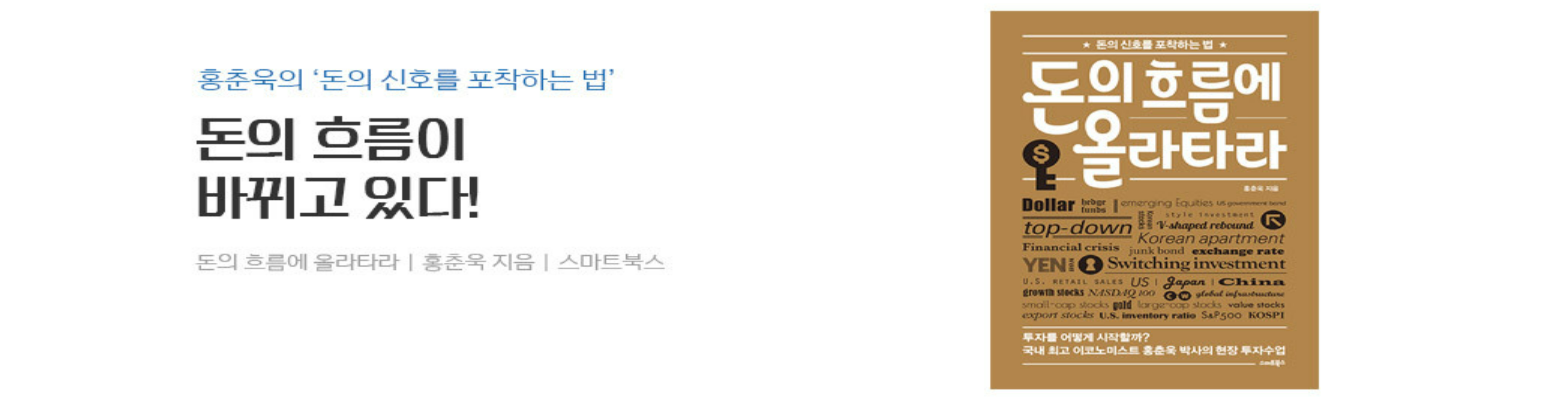 홍춘욱의 ‘돈의 신호를 포착하는 법’
돈의 흐름이
바뀌고 있다!
돈의 흐름에 올라타라 | 홍춘욱 지음 | 스마트북스
★ 돈의 신호를 포착하는 법 ★
돈의 흐름에
올라타라
홍춘욱 지음
Dollar
funds
emerging Equities US government bond
style investment
top-down
V-shaped rebound
Korean apartment
Financial crisis
junk bond exchange rate
YEN
Switching investment
U.S. RETAIL SALES US | Japan | China
growth stocks NASDAQ 100
global infrastructure
small-cap stocks gold large-cap stocks value stocks
export stocks U.S. inventory ratio S&P500 KOSPI
투자를 어떻게 시작할까?
국내 최고 이코노미스트 홍춘욱 박사의 현장 투자수업
스마트북스